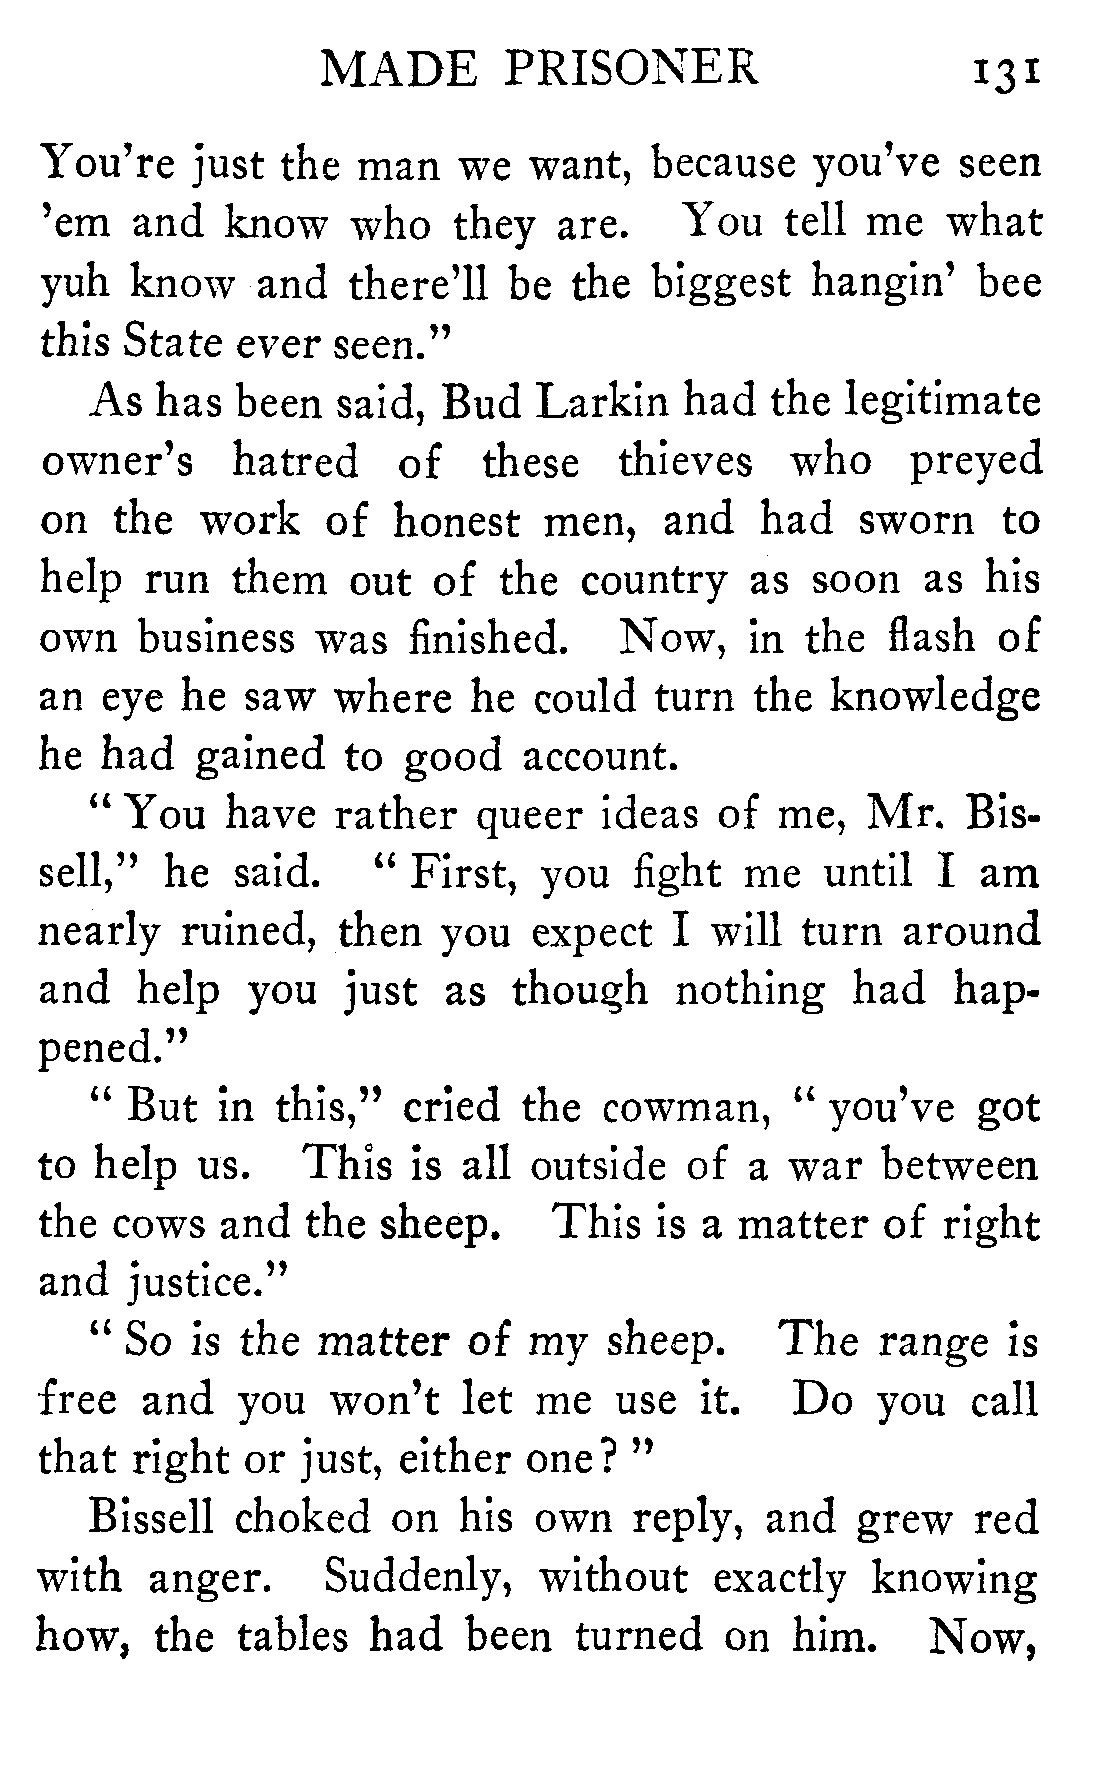 MADE PRISONER 131
You're just the man we want, because you've seen
'em and know who they are. You tell me what
yuh know and there'll be the biggest hangin' bee
this State ever seen."
As has been said, Bud Larkin had the legitimate
owner's hatred of these thieves who preyed
on the work of honest men, and had sworn to
help run them out of the country as soon as his
own business was finished. Now, in the flash of
an eye he saw where he could turn the knowledge
he had gained to good account.
" You have rather queer ideas of me, Mr. Bis-
sell," he said. " First, you fight me until I am
nearly ruined, then you expect I will turn around
and help you just as though nothing had hap-
pened."
" But in this," cried the cowman, " you've got
to help us. This is all outside of a war between
the cows and the sheep. This is a matter of right
and justice."
" So is the matter of my sheep. The range is
free and you won't let me use it. Do you call
that right or just, either one? "
Bissell choked on his own reply, and grew red
with anger. Suddenly, without exactly knowing
how, the tables had been turned on him. Now,